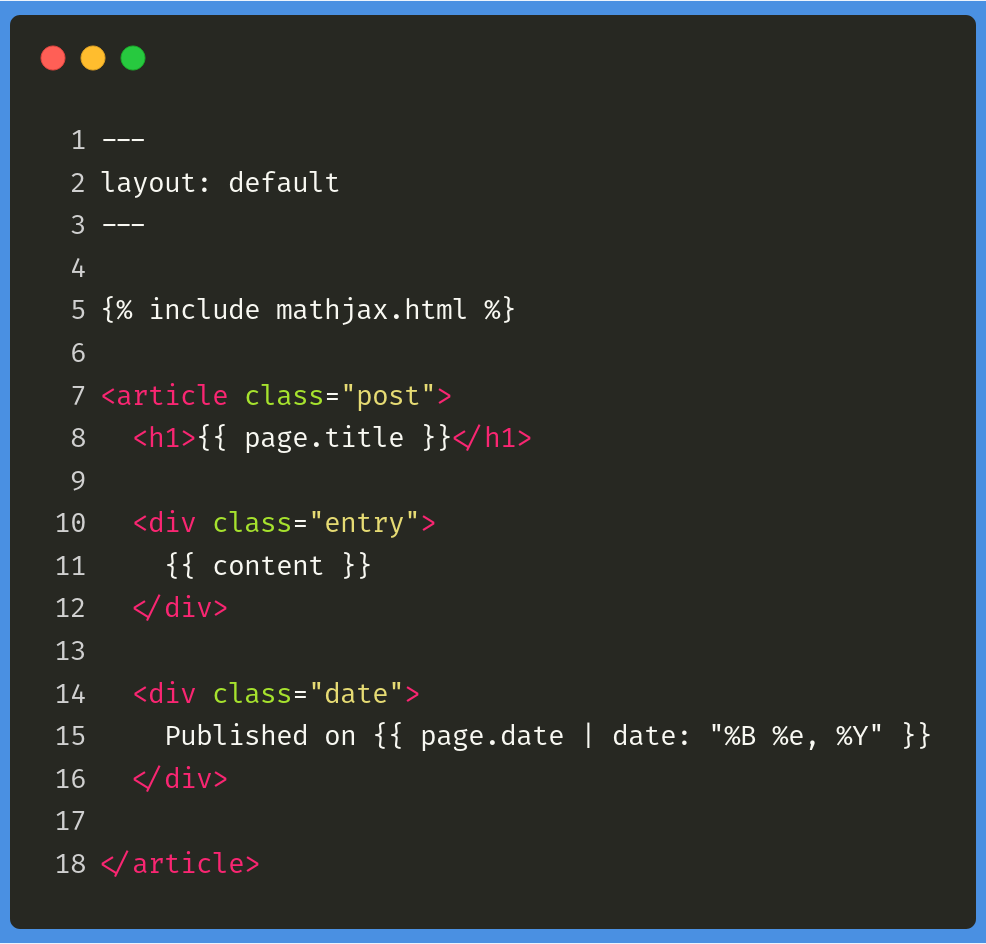 1 ---
2 layout: default
3 ---
4
5 {% include mathjax.html %}
6
7 <article class="post">
8   <h1>{{ page.title }}</h1>
9
10   <div class="entry">
11     {{ content }}
12   </div>
13
14   <div class="date">
15     Published on {{ page.date | date: "%B %e, %Y" }}
16   </div>
17
18 </article>